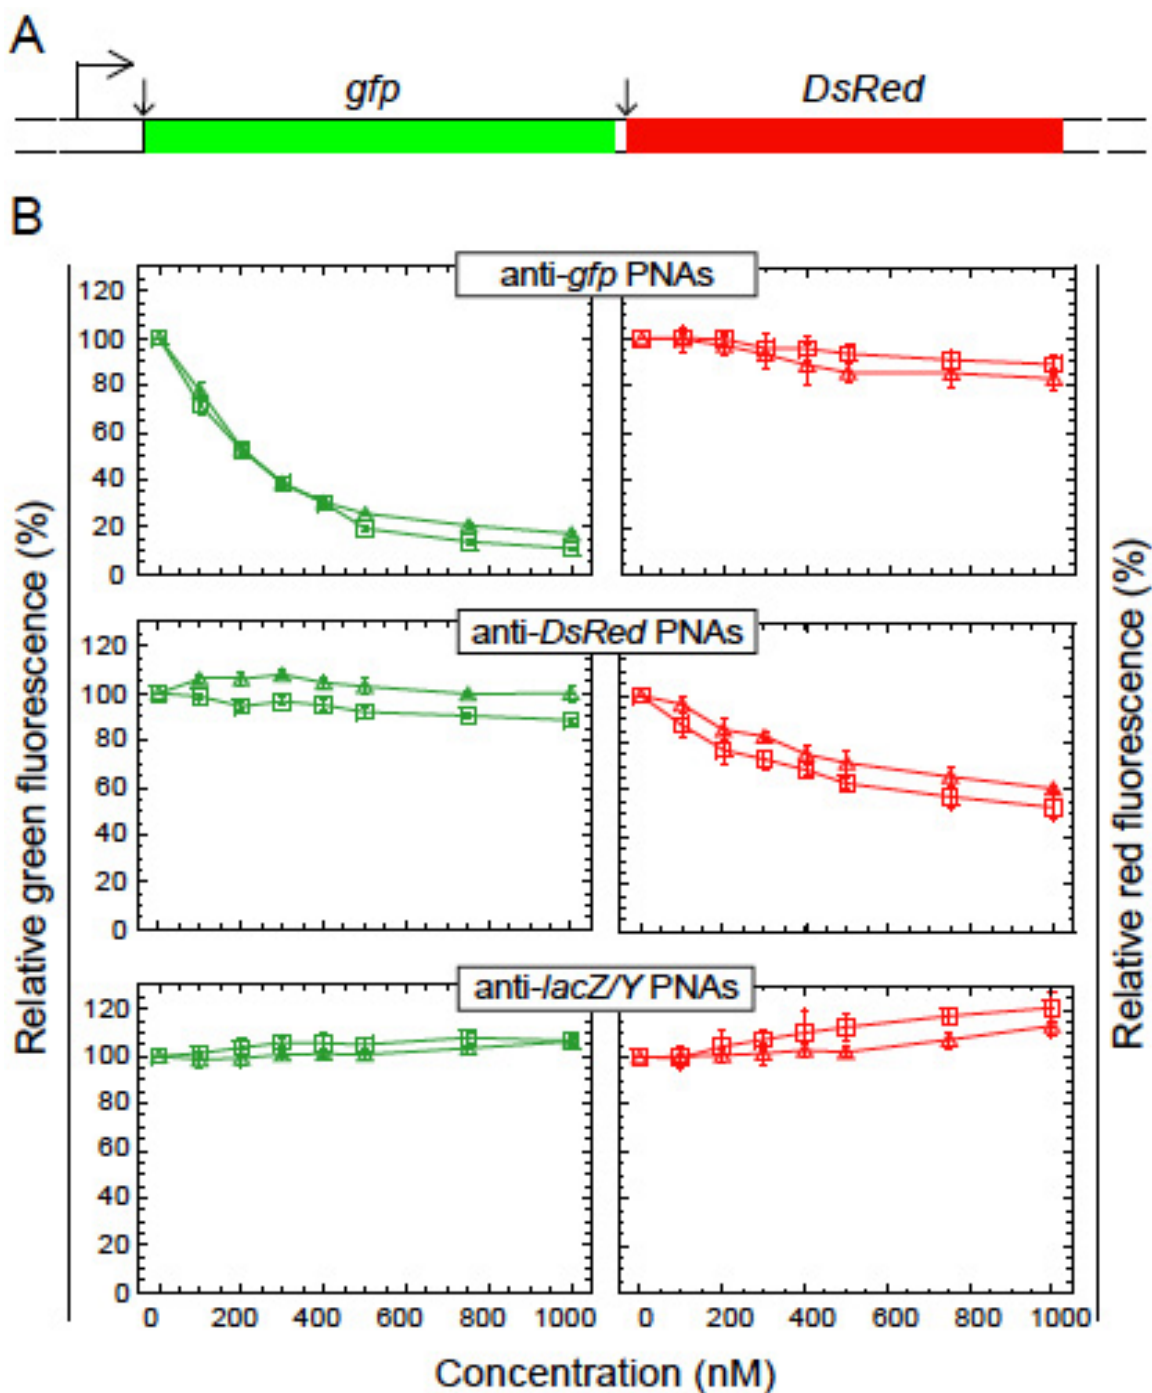 A
gfp
DsRed
B
anti-gfp PNAs
120
100
80
60
40
20
0
anti-DsRed PNAs
120
100
80
60
40
20
0
anti-lacZ/Y PNAs
120
100
80
60
40
20
0
0 200 400 600 800 1000
0 200 400 600 800 1000
Concentration (nM)
Relative green fluorescence (%)
Relative red fluorescence (%)